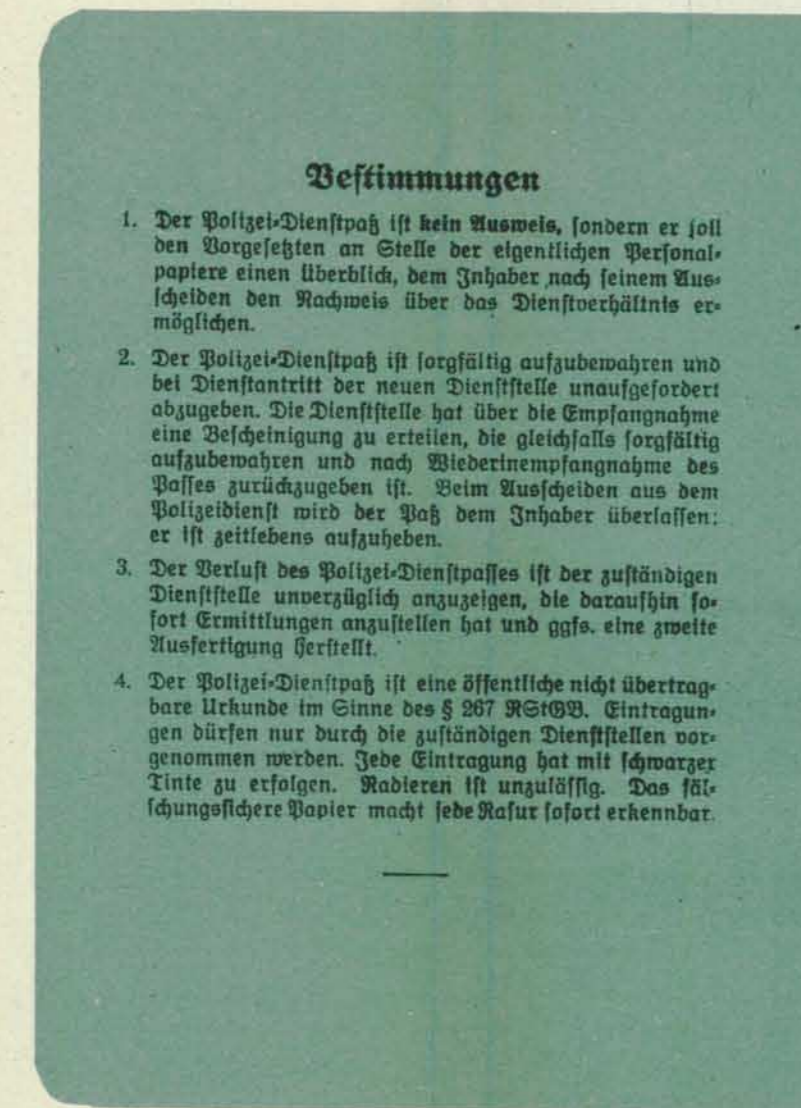 Bestimmungen
1. Der Polizei-Dienstpaß ist kein Ausweis, sondern er soll
den Vorgesetzten an Stelle der eigentlichen Personal-
papiere einen Überblick, dem Inhaber nach seinem Aus-
scheiden den Nachweis über das Dienstverhältnis er-
möglichen.
2. Der Polizei-Dienstpaß ist sorgfältig aufzubewahren und
bei Dienstantritt der neuen Dienststelle unaufgefordert
abzugeben. Die Dienststelle hat über die Empfangnahme
eine Bescheinigung zu erteilen, die gleichfalls sorgfältig
aufzubewahren und nach Wiederinempfangnahme des
Passes zurückzugeben ist. Beim Ausscheiden aus dem
Polizeidienst wird der Paß dem Inhaber überlassen;
er ist zeitlebens aufzuheben.
3. Der Verlust des Polizei-Dienstpasses ist der zuständigen
Dienststelle unverzüglich anzuzeigen, die daraufhin so-
fort Ermittlungen anzustellen hat und ggfs. eine zweite
Ausfertigung herstellt.
4. Der Polizei-Dienstpaß ist eine öffentliche nicht übertrag-
bare Urkunde im Sinne des § 267 RStGB. Eintragun-
gen dürfen nur durch die zuständigen Dienststellen vor-
genommen werden. Jede Eintragung hat mit schwarzer
Tinte zu erfolgen. Radieren ist unzulässig. Das fäl-
schungssichere Papier macht jede Rasur sofort erkennbar.